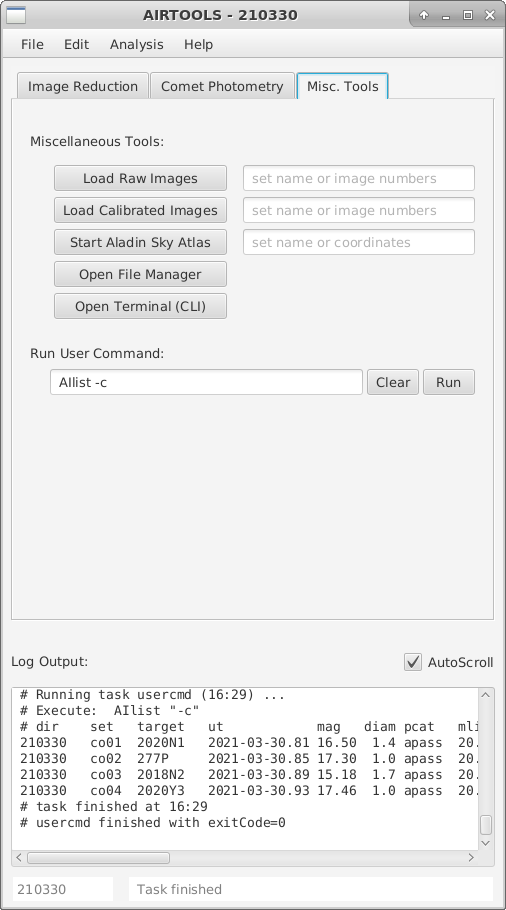 AIRTOOLS - 210330
File Edit Analysis Help
Image Reduction Comet Photometry Misc. Tools
Miscellaneous Tools:
Load Raw Images set name or image numbers
Load Calibrated Images set name or image numbers
Start Aladin Sky Atlas set name or coordinates
Open File Manager
Open Terminal (CLI)
Run User Command:
AIlist -c Clear Run
Log Output: AutoScroll
# Running task usercmd (16:29) ...
# Execute:  AIlist "-c"
# dir    set   target   ut            mag   diam pcat  mli
210330   co01  2020N1   2021-03-30.81 16.50  1.4 apass  20.
210330   co02  277P     2021-03-30.85 17.30  1.0 apass  20.
210330   co03  2018N2   2021-03-30.89 15.18  1.7 apass  20.
210330   co04  2020Y3   2021-03-30.93 17.46  1.0 apass  20.
# task finished at 16:29
# usercmd finished with exitCode=0
210330 Task finished